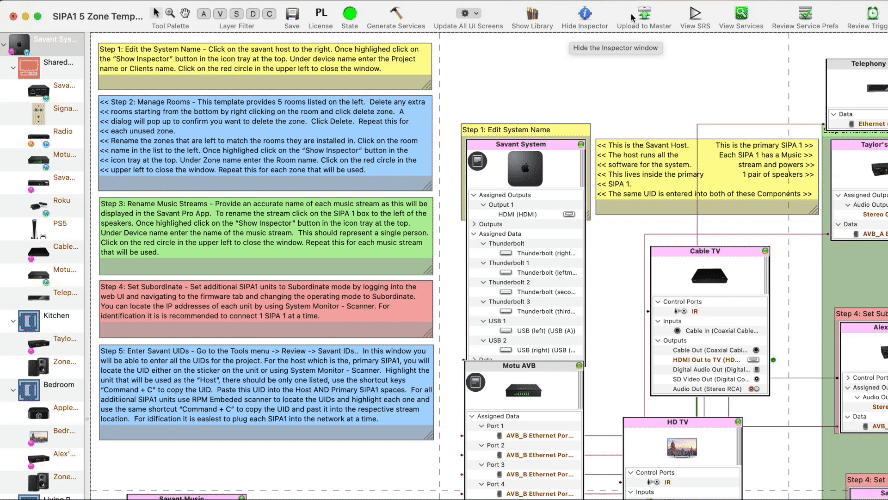 SIPA1 5 Zone Temp...
A V S D C
Tool Palette
Layer Filter
Save
PL
License
State
Generate Services
Update All UI Screens
Show Library
Hide Inspector
Upload to Master
View SRS
View Services
Review Service Prefs
Review Trigg
Hide the Inspector window
Savant Sys...
Shared...
Sava...
Signa...
Radio
Motu...
Sava...
Roku
PS5
Cable...
Motu...
Telep...
Kitchen
Taylo...
Zone...
Bedroom
Apple...
Bedr...
Alex'...
Zone...
Step 1: Edit the System Name - Click on the savant host to the right. Once highlighed click on
the "Show Inspector" button in the icon tray at the top. Under device name enter the Project
name or Clients name. Click on the red circle in the upper left to close the window.
<< Step 2: Manage Rooms - This template provides 5 rooms listed on the left. Delete any extra
<< rooms starting from the bottom by right clicking on the room and click delete zone. A
<< dialog will pop up to confirm you want to delete the zone. Click Delete. Repeat this for
<< each unused zone.
<< Rename the zones that are left to match the rooms they are installed in. Click on the room
name in the list to the left. Once highlighed click on the "Show Inspector" button in the
<< icon tray at the top. Under Zone name enter the Room name. Click on the red circle in the
<< upper left to close the window. Repeat this for each zone that will be used.
Step 3: Rename Music Streams - Provide an accurate name of each music stream as this will be
displayed in the Savant Pro App. To rename the stream click on the SIPA 1 box to the left of the
speakers. Once highlighed click on the "Show Inspector" button in the icon tray at the top.
Under Device name enter the name of the music stream. This should represent a single person.
Click on the red circle in the upper left to close the window. Repeat this for each music stream
that will be used.
Step 4: Set Subordinate - Set additional SIPA1 units to Subordinate mode by logging into the
web UI and navigating to the firmware tab and changing the operating mode to Subordinate.
You can locate the IP addresses of each unit by using System Monitor - Scanner. For
identification it is is recommended to connect 1 SIPA 1 at a time.
Step 5: Enter Savant UIDs - Go to the Tools menu -> Review -> Savant IDs.. In this window you
will be able to enter all the UIDs for the project. For the host which is the, primary SIPA1, you
will locate the UID either on the sticker on the unit or using System Monitor - Scanner. Highlight the
unit that will be used as the "Host", there should be only one listed, use the shortcut keys
"Command + C" to copy the UID. Paste this UID into the Host AND Primary SIPA1 spaces. For all
additional SIPA1 units use RPM Embeded scanner to locate the UIDs and highlight each one and
use the same shortcut "Command + C" to copy the UID and past it into the respective stream
location. For idification it is easiest to plug each SIPA1 into the network at a time.
Savant Music
Step 1: Edit System Name
Savant System
Assigned Outputs
Output 1
HDMI (HDMI)
Outputs
Assigned Data
Thunderbolt
Thunderbolt (right...
Thunderbolt 1
Thunderbolt (leftm...
Thunderbolt 2
Thunderbolt (seco...
Thunderbolt 3
Thunderbolt (third...
USB 1
USB (left) (USB (A))
USB 2
USB (right) (USB (...
Data
Motu AVB
Assigned Data
Port 1
AVB_B Ethernet Por...
Port 2
AVB_B Ethernet Por...
Port 3
AVB_B Ethernet Por...
Port 4
AVB_B Ethernet Por...
<< This is the Savant Host. This is the primary SIPA 1 >>
<< The host runs all the Each SIPA 1 has a Music >>
<< software for the system. stream and powers >>
<< This lives inside the primary 1 pair of speakers >>
<< SIPA 1.
<< The same UID is entered into both of these Components >>
Cable TV
Control Ports
IR
Inputs
Cable In (Coaxial Cable...
Outputs
Cable Out (Coaxial Cabl...
HDMI Out to TV (HD...
Digital Audio Out (Digital...
SD Video Out (Digital Co...
Audio Out (Stereo (RCA))
HD TV
Control Ports
IR
Inputs
Telephony
Data
Ethernet
Taylor's
Audio Outp
Audio O
Data
AVB_A E
Step 4: Set Sub
Alex
Control Por
Audio Outp
Audio Ou
Data
AVB_
Step 4: Se